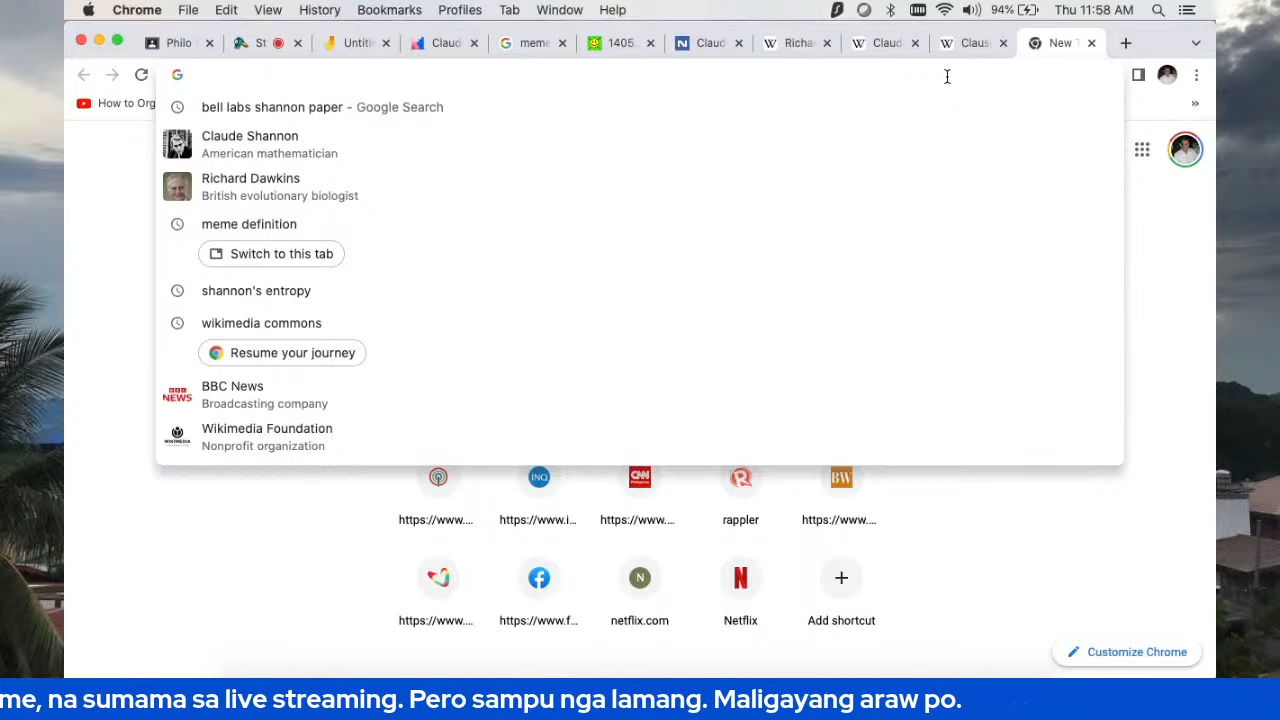 Chrome File Edit View History Bookmarks Profiles Tab Window Help 94% Thu 11:58 AM
Philo St Untitl Claud meme 1405. Claud Richa Claud Claus New T
How to Org
bell labs shannon paper - Google Search
Claude Shannon
American mathematician
Richard Dawkins
British evolutionary biologist
meme definition
Switch to this tab
shannon's entropy
wikimedia commons
Resume your journey
BBC News
Broadcasting company
Wikimedia Foundation
Nonprofit organization
https://www.... https://www.i... https://www.... rappler https://www....
https://www.... https://www.f... netflix.com Netflix Add shortcut
Customize Chrome
me, na sumama sa live streaming. Pero sampu nga lamang. Maligayang araw po.